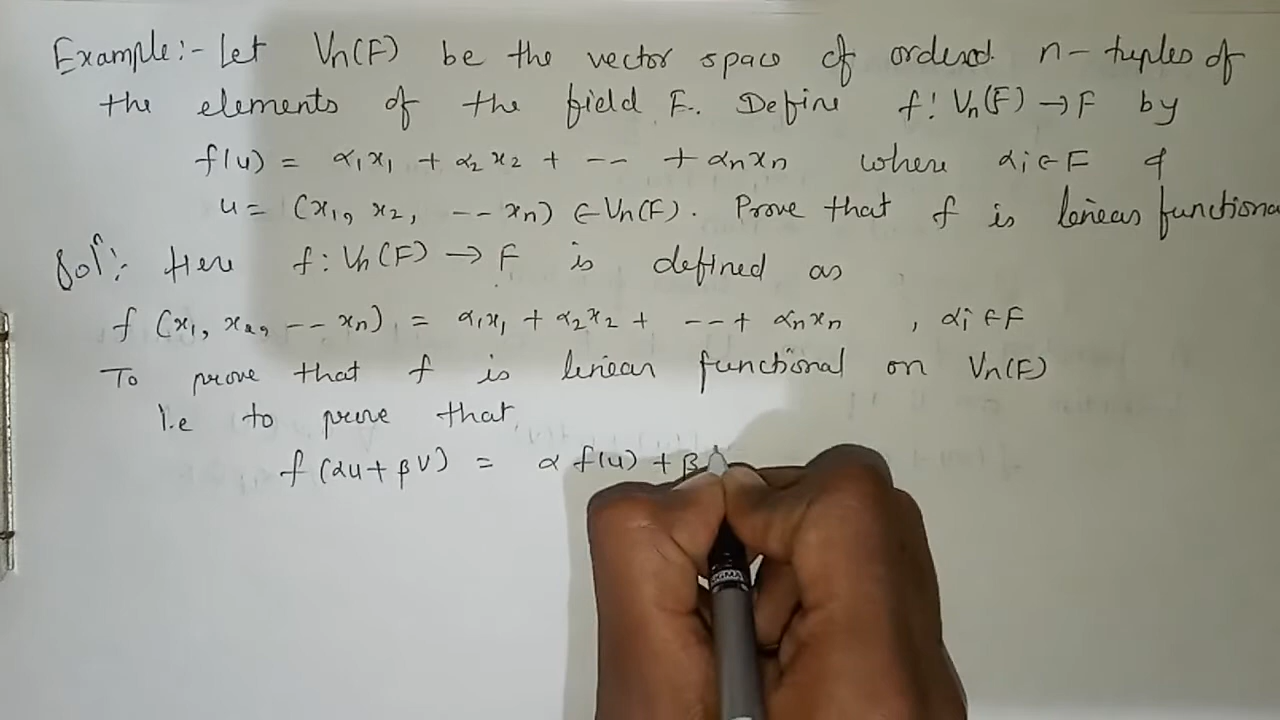 Example:- Let Vn(F) be the vector space of ordered n-tuples of
the elements of the field F. Define f: Vn(F) → F by
f(u) = α₁x₁ + α₂x₂ + -- + αnxn where αi ∈ F &
u = (x₁, x₂, --- xn) ∈ Vn(F). Prove that f is linear functiona
Solⁿ:- Here f: Vn(F) → F is defined as
f(x₁, x₂, --- xn) = α₁x₁ + α₂x₂ + --- + αnxn , αi ∈ F
To prove that f is linear functional on Vn(F)
i.e to prove that,
f(αu + βv) = α f(u) + β
SIGMA